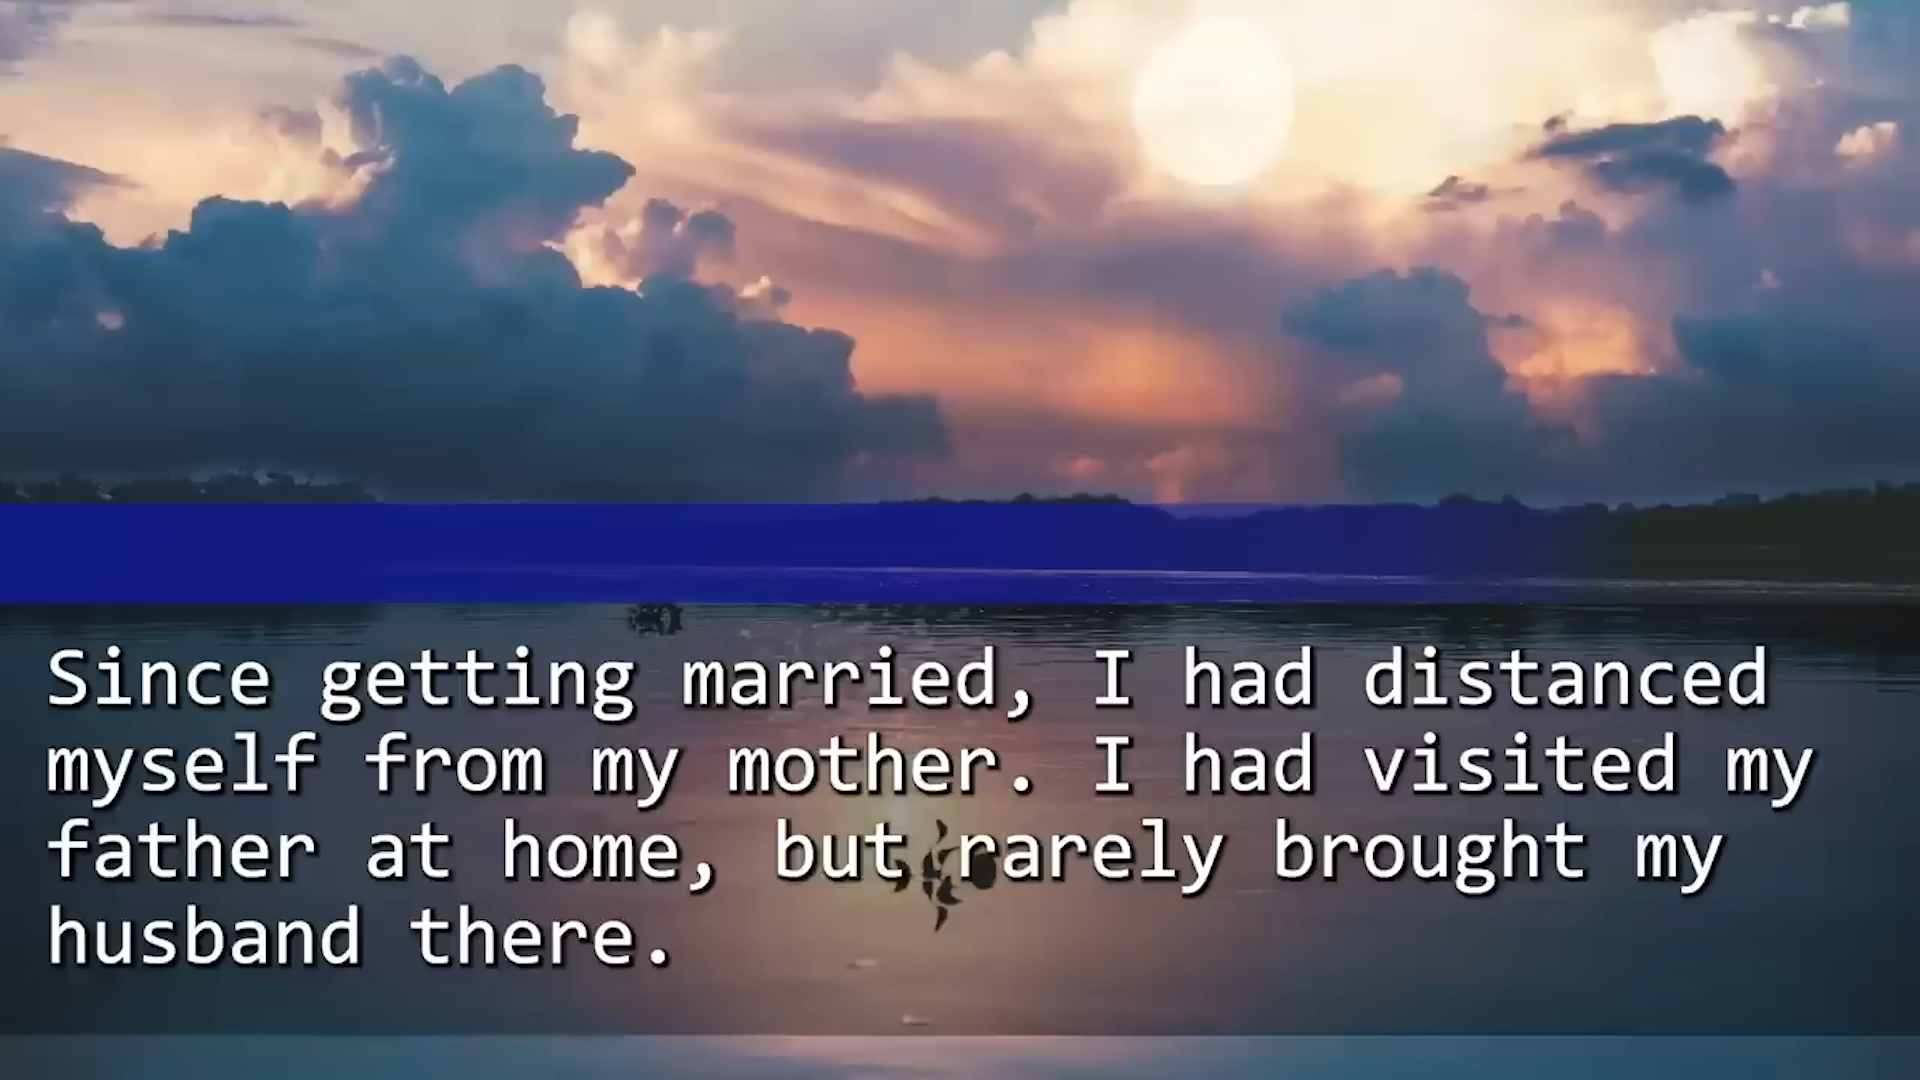 Since getting married, I had distanced
myself from my mother. I had visited my
father at home, but rarely brought my
husband there.